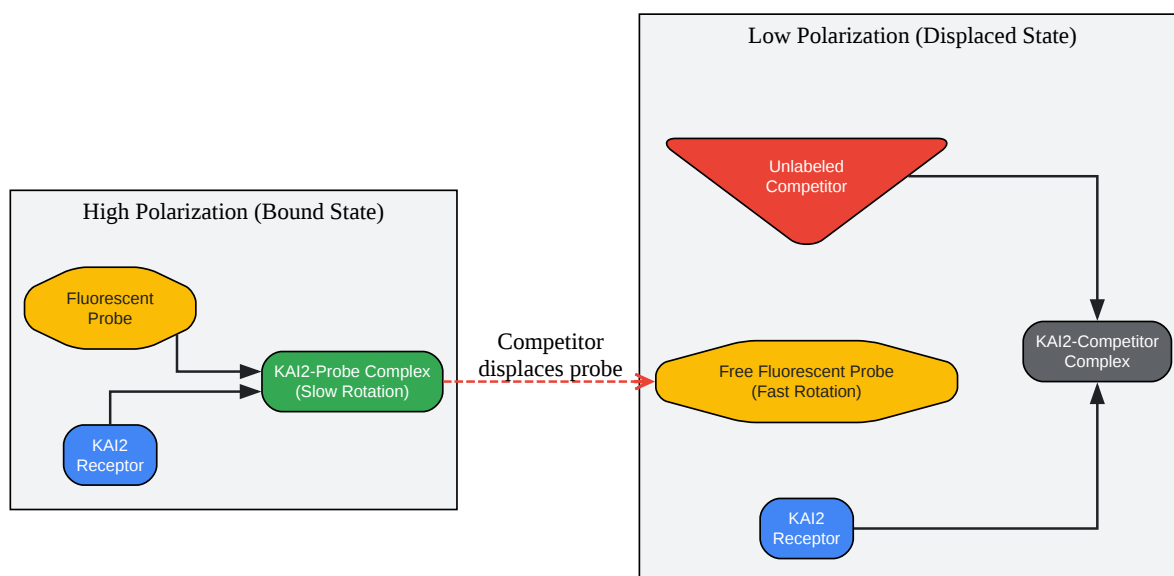 High Polarization (Bound State)
Fluorescent
Probe
KAI2-Probe Complex
(Slow Rotation)
KAI2
Receptor
Competitor
displaces probe
Low Polarization (Displaced State)
Unlabeled
Competitor
Free Fluorescent Probe
(Fast Rotation)
KAI2-Competitor
Complex
KAI2
Receptor